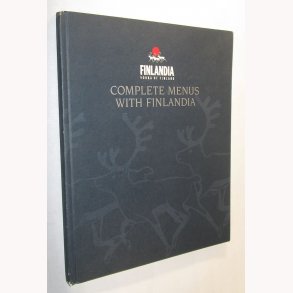 FINLANDIA
VODKA OF FINLAND
COMPLETE MENUS
WITH FINLANDIA